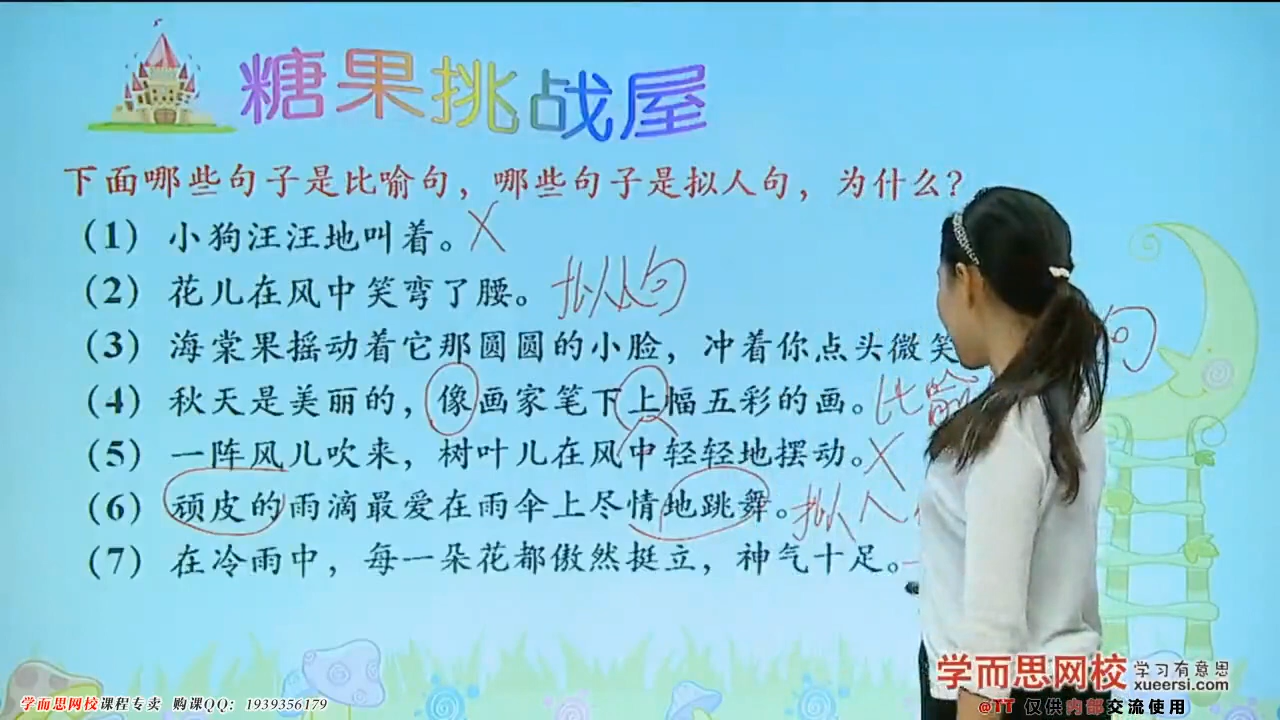 糖果挑战屋
下面哪些句子是比喻句，哪些句子是拟人句，为什么？
（1）小狗汪汪地叫着。X
（2）花儿在风中笑弯了腰。拟人句
（3）海棠果摇动着它那圆圆的小脸，冲着你点头微笑 句
（4）秋天是美丽的，像画家笔下上幅五彩的画。比喻
（5）一阵风儿吹来，树叶儿在风中轻轻地摆动。X
（6）顽皮的雨滴最爱在雨伞上尽情地跳舞。拟人
（7）在冷雨中，每一朵花都傲然挺立，神气十足。
学而思网校 学习有意思
xueersi.com
学而思网校课程专卖 购课QQ：1939356179
@TT 仅供内部交流使用